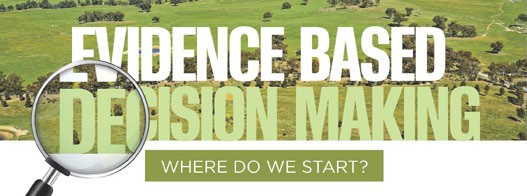 EVIDENCE BASED
DECISION MAKING
WHERE DO WE START?